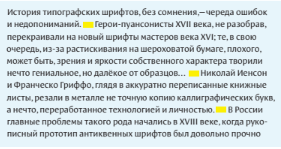 История типографских шрифтов, без сомнения,—череда ошибок
и недопониманий. Герои-пуансонисты XVII века, не разобрав,
перекраивали на новый шрифты мастеров века XVI; те, в свою
очередь, из-за растискивания на шероховатой бумаге, плохого,
может быть, зрения и яркости собственного характера творили
нечто гениальное, но далёкое от образцов... Николай Иенсон
и Франческо Гриффо, глядя в аккуратно переписанные книжные
листы, резали в металле не точную копию каллиграфических букв,
а нечто, переработанное технологией и личностью. В России
главные проблемы такого рода начались в XVIII веке, когда руко-
писный прототип антиквенных шрифтов был довольно прочно